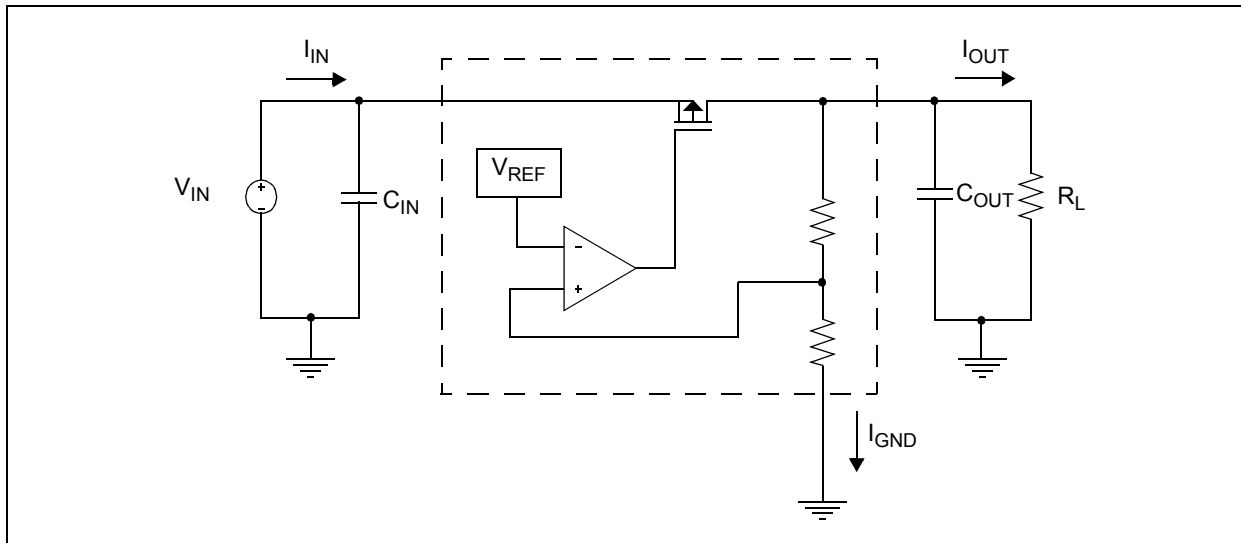 I_IN
I_OUT
V_REF
V_IN
+
-
C_IN
-
+
C_OUT
R_L
I_GND